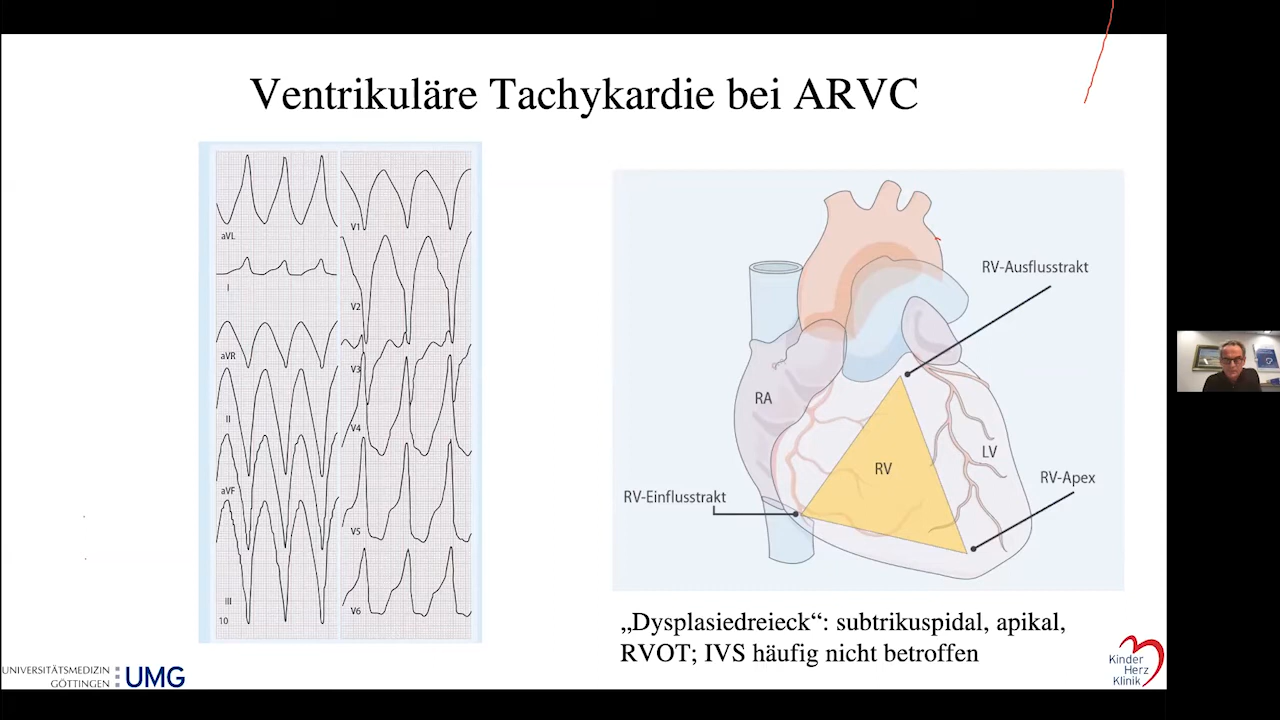 Ventrikuläre Tachykardie bei ARVC
aVL
I
aVR
II
aVF
III
10
V1
V2
V3
V4
V5
V6
RV-Ausflusstrakt
RA
RV
LV
RV-Apex
RV-Einflusstrakt
„Dysplasiedreieck“: subtrikuspidal, apikal,
RVOT; IVS häufig nicht betroffen
UNIVERSITÄTSMEDIZIN
GÖTTINGEN
UMG
Kinder
Herz
Klinik